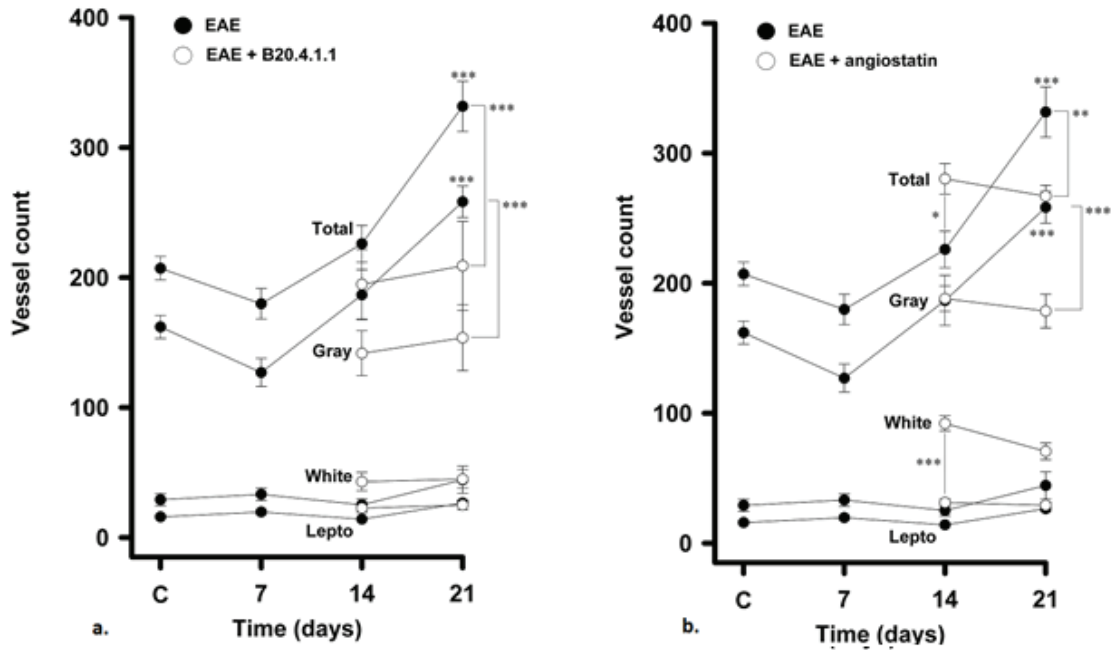 400
EAE
EAE + B20.4.1.1
***
***
300
***
***
Total
200
Gray
100
White
Lepto
0
C 7 14 21
Time (days)
Vessel count
a.
400
EAE
EAE + angiostatin
***
**
300
Total
*
***
***
200
Gray
100
White
***
Lepto
0
C 7 14 21
Time (days)
Vessel count
b.